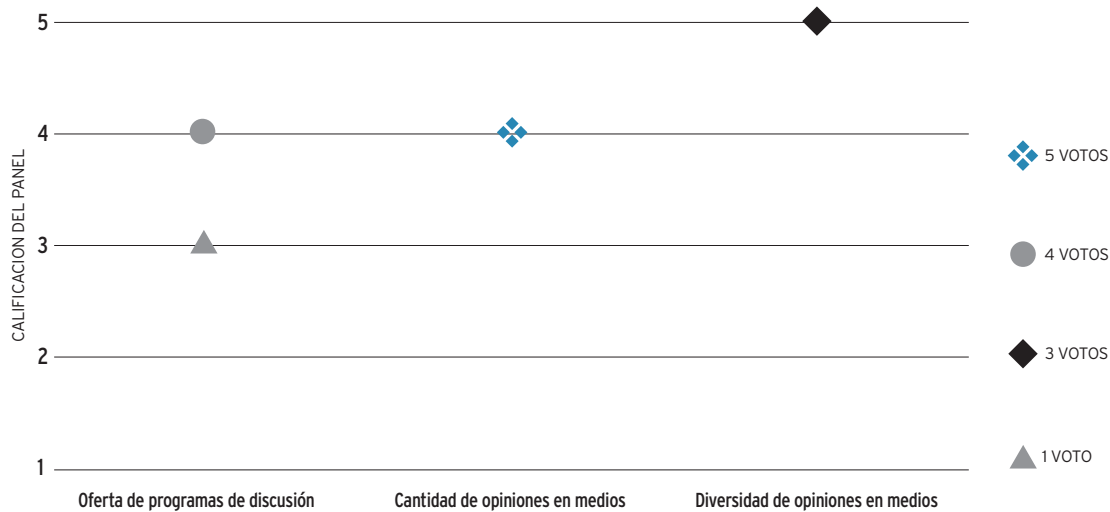 CALIFICACION DEL PANEL
5
4
3
2
1
Oferta de programas de discusión
Cantidad de opiniones en medios
Diversidad de opiniones en medios
5 VOTOS
4 VOTOS
3 VOTOS
1 VOTO